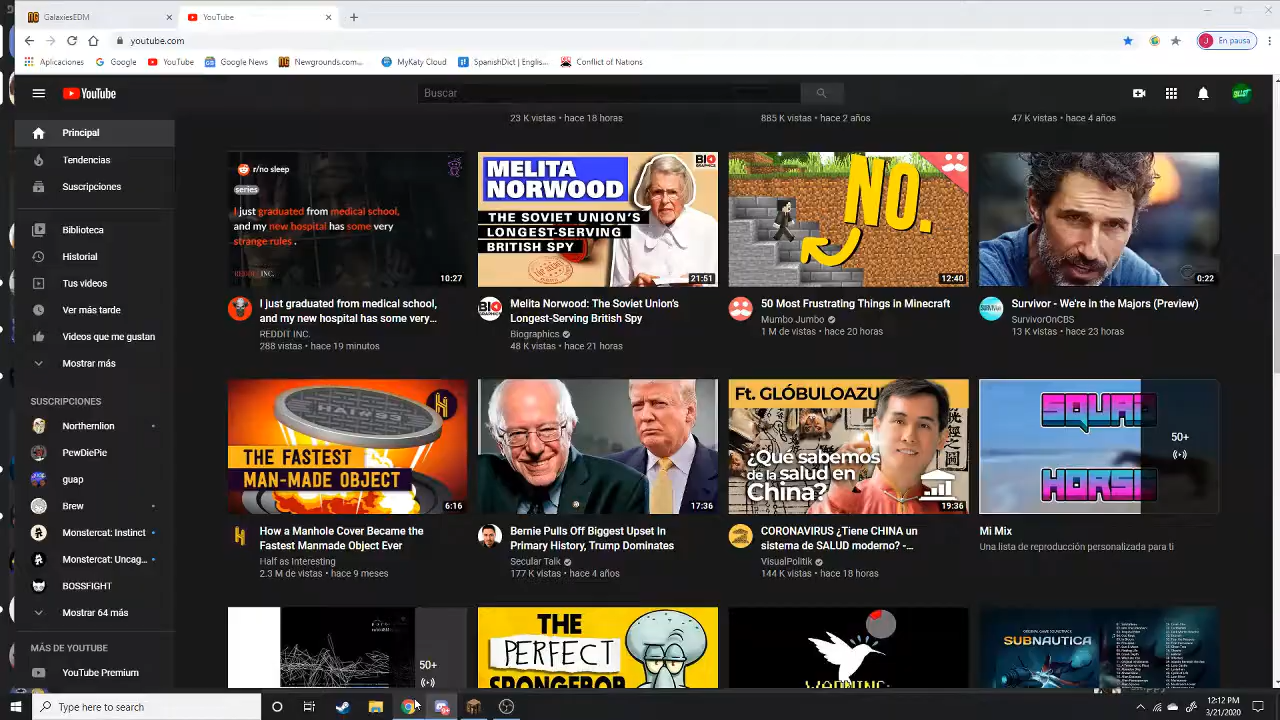 GalaxiesEDM
YouTube
youtube.com
En pausa
Aplicaciones
Google
YouTube
Google News
Newgrounds.com...
MyKaty Cloud
SpanishDict | Englis...
Conflict of Nations
YouTube
Buscar
Principal
Tendencias
Suscripciones
Biblioteca
Historial
Tus videos
Ver más tarde
Videos que me gustan
Mostrar más
SUSCRIPCIONES
Northernlion
PewDiePie
guap
Brew
Monstercat: Instinct
Monstercat: Uncag...
BOSSFIGHT
Mostrar 64 más
MÁS DE YOUTUBE
YouTube Premium
23 K vistas • hace 18 horas
885 K vistas • hace 2 años
47 K vistas • hace 4 años
r/no sleep
series
I just graduated from medical school,
and my new hospital has some very
strange rules .
REDDIT INC.
10:27
I just graduated from medical school,
and my new hospital has some very...
REDDIT INC.
288 vistas • hace 19 minutos
MELITA
NORWOOD
THE SOVIET UNION'S
LONGEST-SERVING
BRITISH SPY
BIO
GRAPHICS
21:51
Melita Norwood: The Soviet Union's
Longest-Serving British Spy
Biographics
48 K vistas • hace 21 horas
NO.
12:40
50 Most Frustrating Things in Minecraft
Mumbo Jumbo
1 M de vistas • hace 20 horas
0:22
Survivor - We're in the Majors (Preview)
SurvivorOnCBS
13 K vistas • hace 23 horas
THE FASTEST
MAN-MADE OBJECT
6:16
How a Manhole Cover Became the
Fastest Manmade Object Ever
Half as Interesting
2.3 M de vistas • hace 9 meses
17:36
Bernie Pulls Off Biggest Upset In
Primary History, Trump Dominates
Secular Talk
177 K vistas • hace 4 años
Ft. GLÓBULOAZUL
¿Qué sabemos
de la salud en
China?
19:36
CORONAVIRUS ¿Tiene CHINA un
sistema de SALUD moderno? -...
VisualPolitik
144 K vistas • hace 18 horas
SQUAD
HORSE
50+
Mi Mix
Una lista de reproducción personalizada para ti
THE
PERFECT
SPONGEBOB
WARNING:
SUBNAUTICA
Type here to search
12:12 PM
3/21/2020